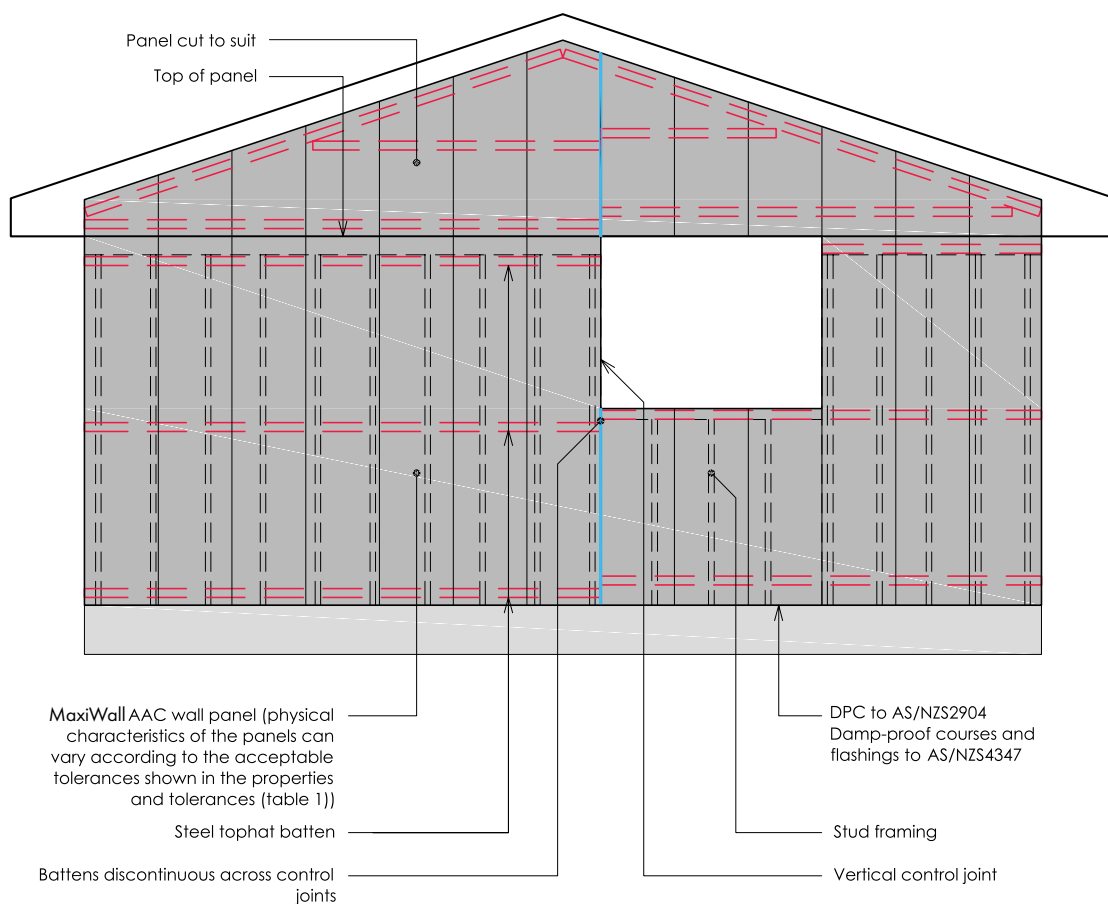 Panel cut to suit
Top of panel
MaxiWall AAC wall panel (physical
characteristics of the panels can
vary according to the acceptable
tolerances shown in the properties
and tolerances (table 1))
Steel tophat batten
Battens discontinuous across control
joints
DPC to AS/NZS2904
Damp-proof courses and
flashings to AS/NZS4347
Stud framing
Vertical control joint